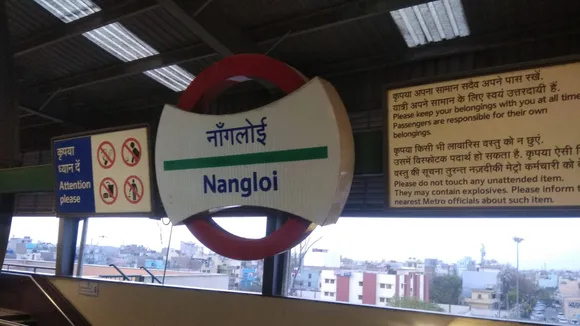 कृपया
ध्यान दें
Attention
please
नाँगलोई
Nangloi
कृपया अपना सामान सदैव अपने पास रखें.
यात्री अपने सामान के लिए स्वयं उत्तरदायी हैं.
Please keep your belongings with you at all time
Passengers are responsible for their own
belongings.
कृपया किसी भी लावारिस वस्तु को न छुएं.
उसमें विस्फोटक पदार्थ हो सकता है. कृपया ऐसी
वस्तु की सूचना तुरन्त नज़दीकी मेट्रो कर्मचारी को
Please do not touch any unattended item.
They may contain explosives. Please inform
nearest Metro officials about such item.